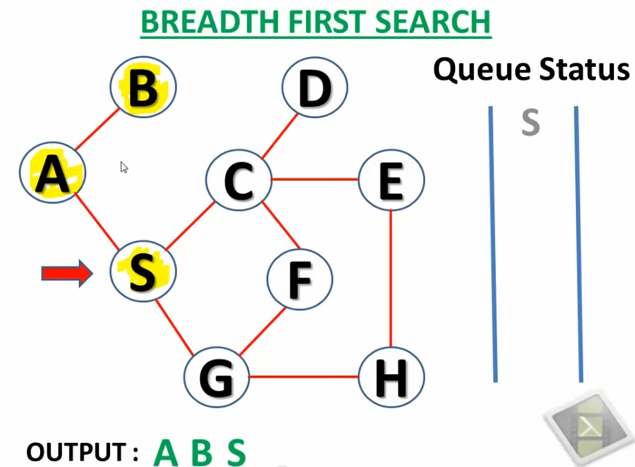 BREADTH FIRST SEARCH
Queue Status
B
D
S
A
C
E
S
F
G
H
OUTPUT : A B S